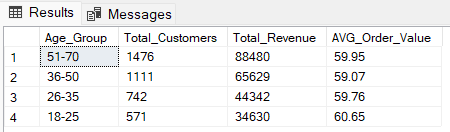 Results Messages
Age_Group Total_Customers Total_Revenue AVG_Order_Value
1 51-70 1476 88480 59.95
2 36-50 1111 65629 59.07
3 26-35 742 44342 59.76
4 18-25 571 34630 60.65